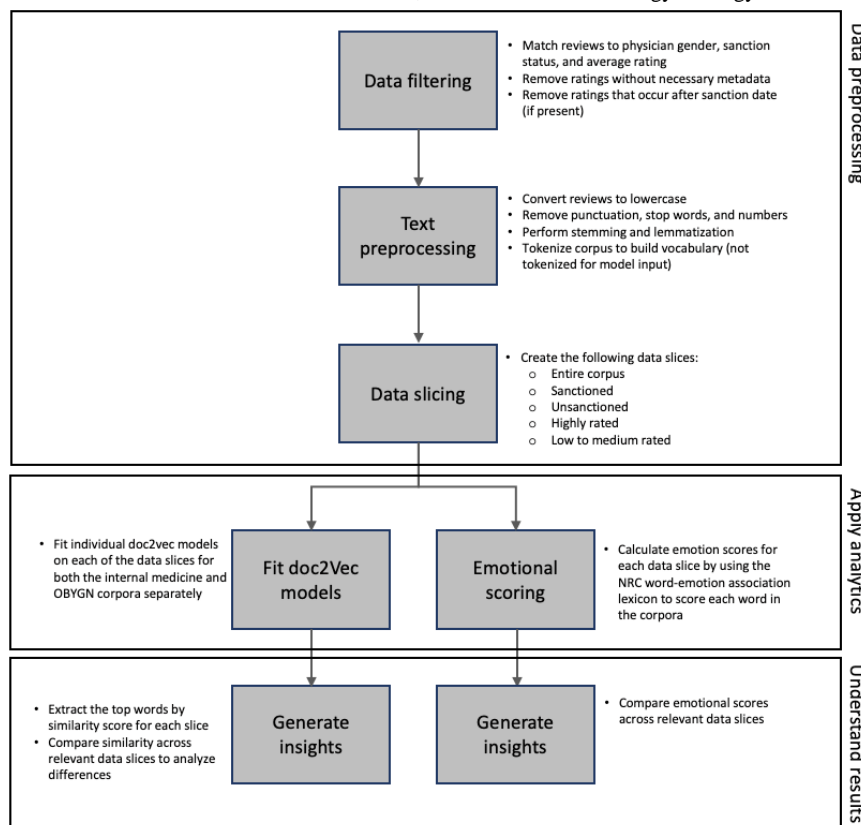 Data preprocessing
Data filtering
• Match reviews to physician gender, sanction
status, and average rating
• Remove ratings without necessary metadata
• Remove ratings that occur after sanction date
(if present)
Text
preprocessing
• Convert reviews to lowercase
• Remove punctuation, stop words, and numbers
• Perform stemming and lemmatization
• Tokenize corpus to build vocabulary (not
tokenized for model input)
Data slicing
• Create the following data slices:
o Entire corpus
o Sanctioned
o Unsanctioned
o Highly rated
o Low to medium rated
Apply analytics
• Fit individual doc2vec models
on each of the data slices for
both the internal medicine and
OBYGN corpora separately
Fit doc2Vec
models
Emotional
scoring
• Calculate emotion scores for
each data slice by using the
NRC word-emotion association
lexicon to score each word in
the corpora
Understand results
• Extract the top words by
similarity score for each slice
• Compare similarity across
relevant data slices to analyze
differences
Generate
insights
Generate
insights
• Compare emotional scores
across relevant data slices